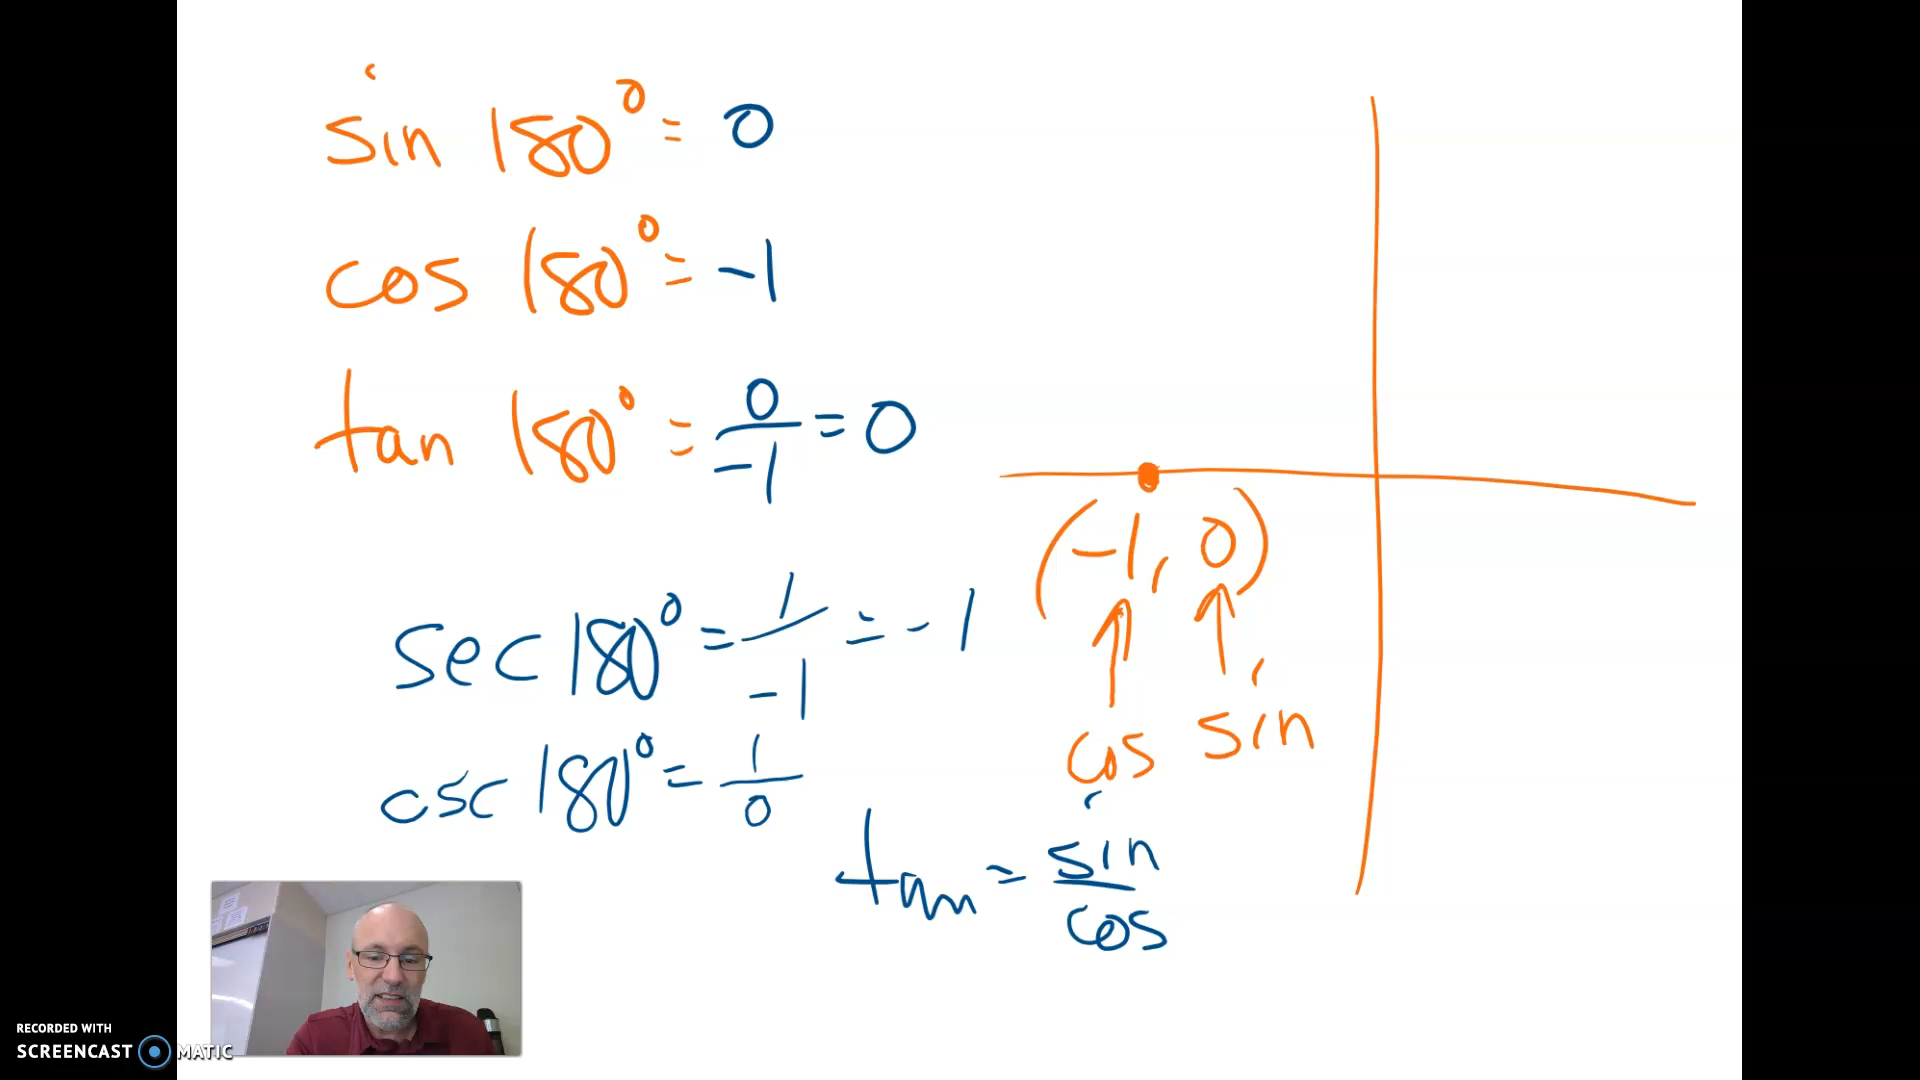 sin 180° = 0
cos 180° = -1
tan 180° = 0/-1 = 0
(-1, 0)
sec 180° = 1/-1 = -1
cos sin
csc 180° = 1/0
tan = sin/cos
RECORDED WITH
SCREENCAST MATIC